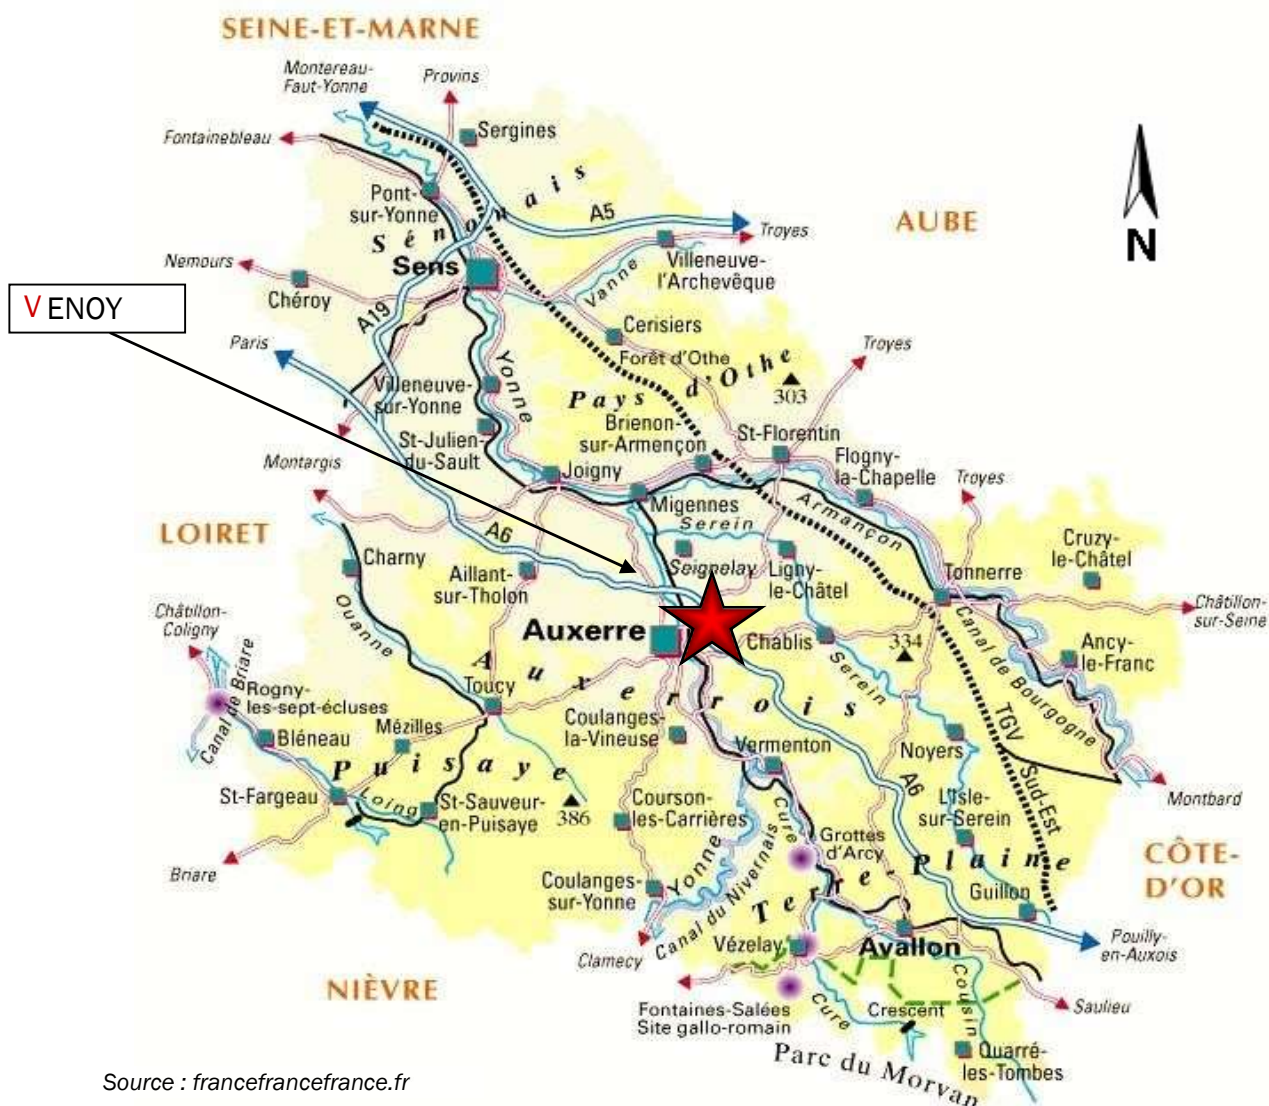 SEINE-ET-MARNE
Montereau-
Faut-Yonne
Provins
Fontainebleau
Sergines
Pont-
sur-Yonne
Sénonais
A5
Troyes
AUBE
N
Nemours
Sens
Villeneuve-
l'Archevêque
Chéroy
Vanne
VENOY
A19
Cerisiers
Paris
Forêt d'Othe
Troyes
Villeneuve-
sur-Yonne
Yonne
Pays d'Othe
303
Brienon-
sur-Armençon
St-Florentin
St-Julien-
du-Sault
Flogny-
la-Chapelle
Montargis
Joigny
Troyes
Migennes
Armançon
LOIRET
A6
Serein
Cruzy-
le-Châtel
Charny
Aillant-
sur-Tholon
Seignelay
Ligny-
le-Châtel
Tonnerre
Châtillon-
Coligny
Ouanne
Châtillon-
sur-Seine
Auxerre
Chablis
334
Ancy-
le-Franc
Canal de Briare
Auxerrois
Serein
Canal de Bourgogne
Rogny-
les-sept-écluses
Toucy
Mézilles
Coulanges-
la-Vineuse
TGV
Sud-Est
Bléneau
Vermenton
Noyers
Puisaye
A6
St-Fargeau
Loing
St-Sauveur-
en-Puisaye
386
Courson-
les-Carrières
Cure
L'Isle-
sur-Serein
Montbard
Briare
Grottes
d'Arcy
Yonne
Canal du Nivernais
Terre Plaine
CÔTE-
D'OR
Coulanges-
sur-Yonne
Guillon
Clamecy
Vézelay
Avallon
Pouilly-
en-Auxois
NIÈVRE
Cousin
Fontaines-Salées
Site gallo-romain
Cure
Crescent
Saulieu
Parc du Morvan
Quarré-
les-Tombes
Source : francefrancefrance.fr